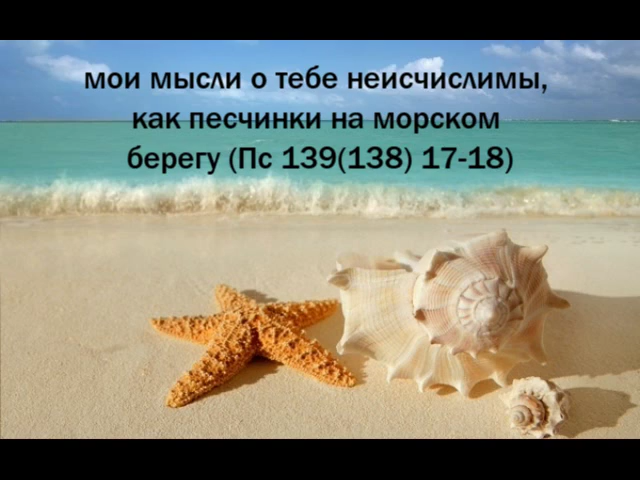 мои мысли о тебе неисчислимы,
как песчинки на морском
берегу (Пс 139(138) 17-18)